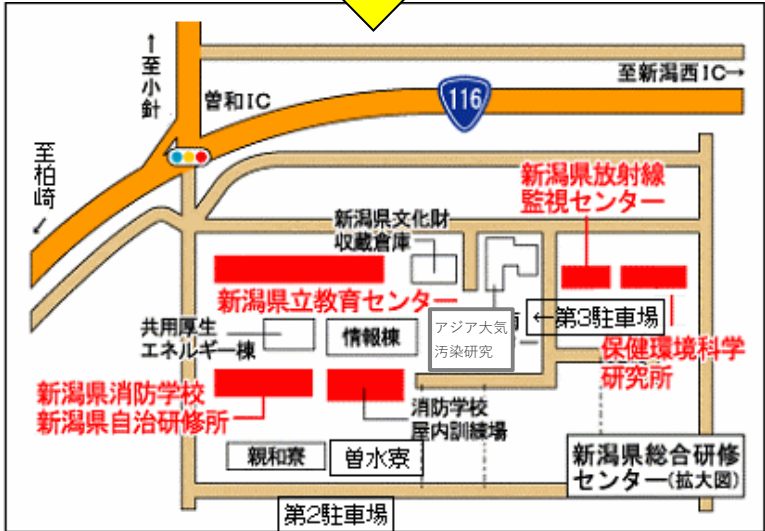 ↑至小針
曽和IC
116
至新潟西IC→
至柏崎
↓
新潟県放射線
監視センター
新潟県文化財
収蔵倉庫
新潟県立教育センター
アジア大気
汚染研究
←第3駐車場
共用厚生
エネルギー棟
情報棟
保健環境科学
研究所
新潟県消防学校
新潟県自治研修所
消防学校
屋内訓練場
親和寮
曽水寮
新潟県総合研修
センター(拡大図)
第2駐車場